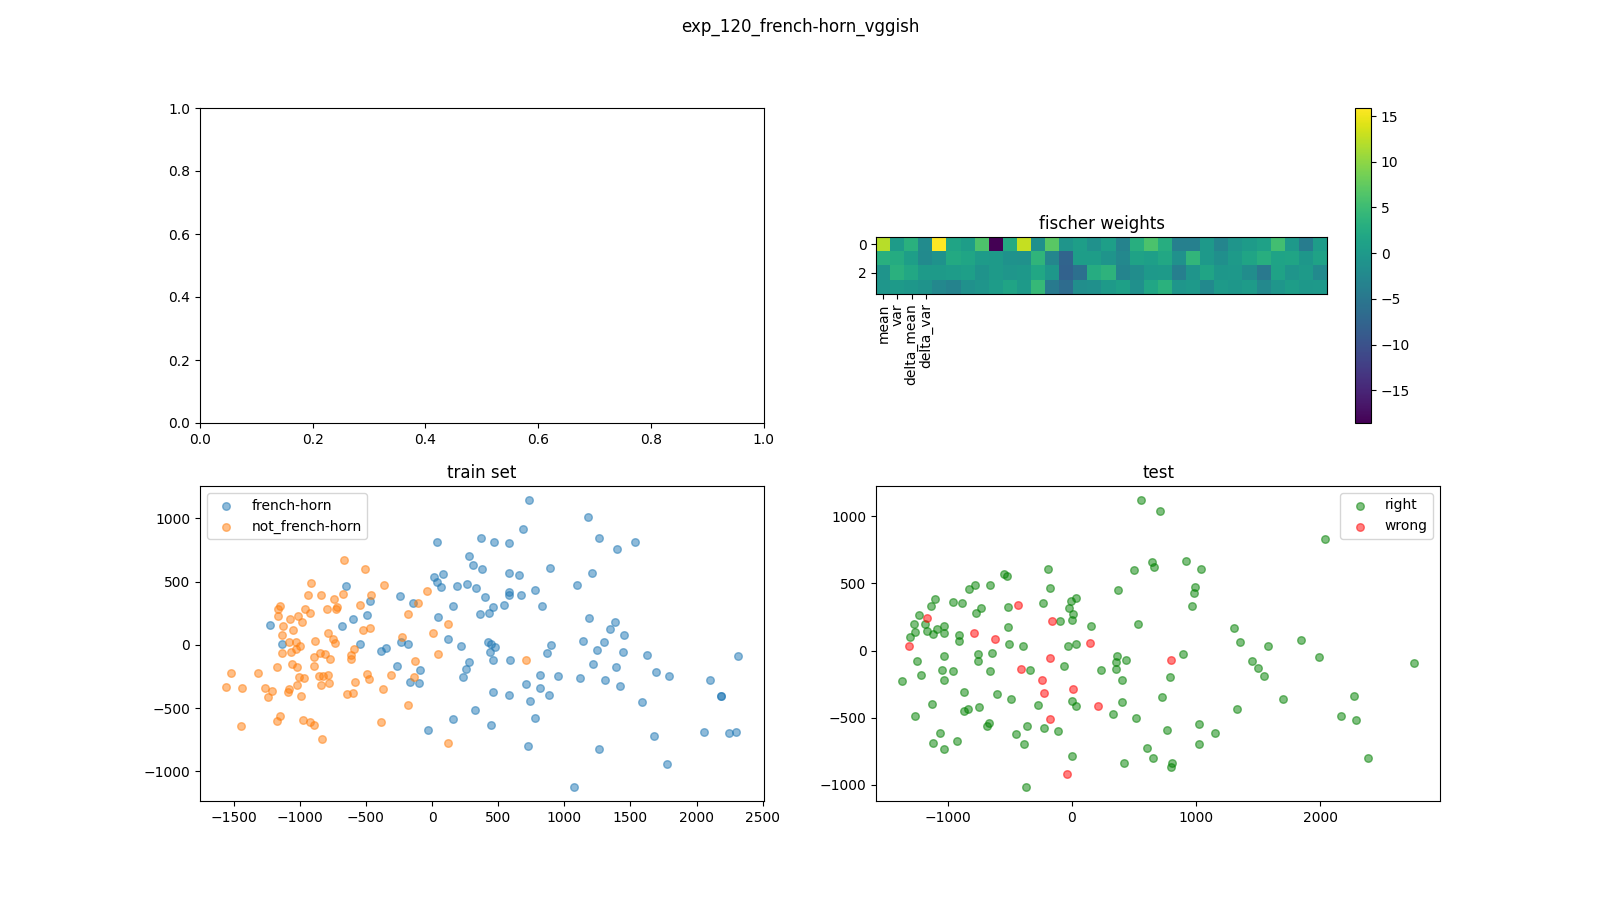 exp_120_french-horn_vggish
1.0
0.8
0.6
0.4
0.2
0.0
0.0 0.2 0.4 0.6 0.8 1.0
fischer weights
0
2
mean
var
delta_mean
delta_var
15
10
5
0
−5
−10
−15
train set
french-horn
not_french-horn
1000
500
0
−500
−1000
−1500 −1000 −500 0 500 1000 1500 2000 2500
test
right
wrong
1000
500
0
−500
−1000
−1000 0 1000 2000